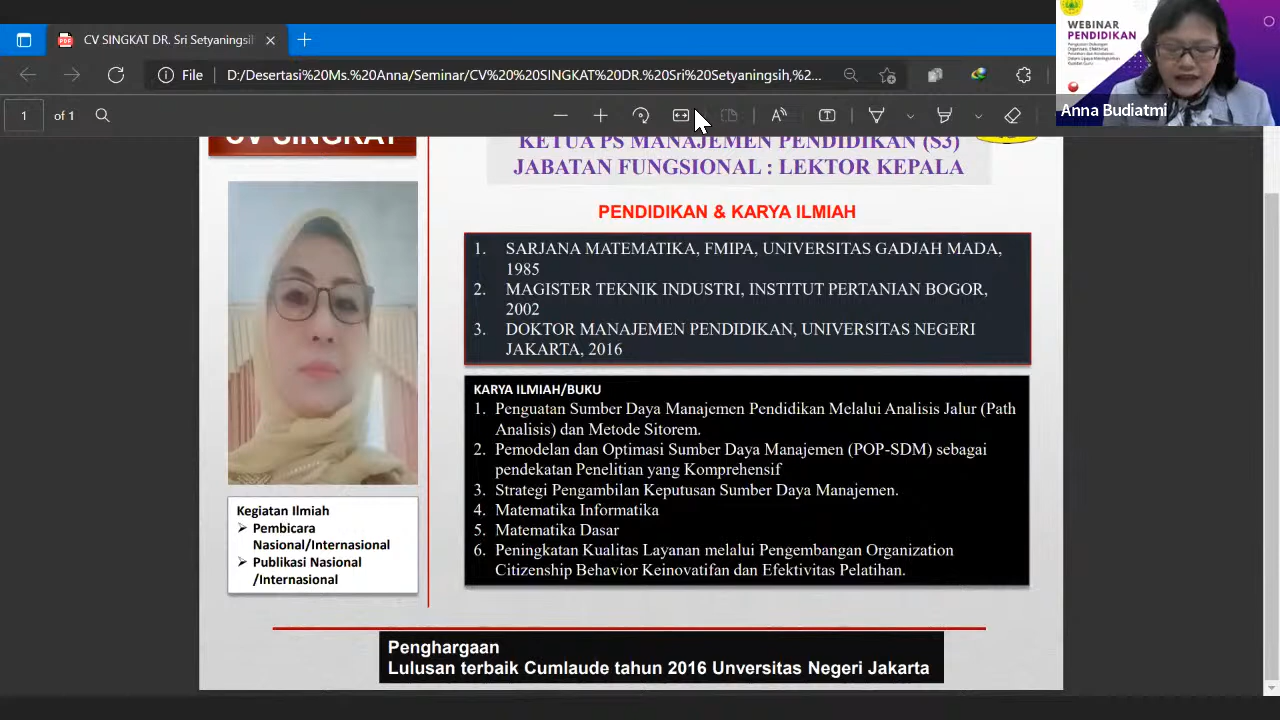 CV SINGKAT DR. Sri Setyaningsih
File
D:/Desertasi%20Ms.%20Anna/Seminar/CV%20%20SINGKAT%20DR.%20Sri%20Setyaningsih,%2...
1 of 1
WEBINAR
PENDIDIKAN
Anna Budiatmi
CV SINGKAT
KETUA PS MANAJEMEN PENDIDIKAN (S3)
JABATAN FUNGSIONAL : LEKTOR KEPALA
PENDIDIKAN & KARYA ILMIAH
1. SARJANA MATEMATIKA, FMIPA, UNIVERSITAS GADJAH MADA,
1985
2. MAGISTER TEKNIK INDUSTRI, INSTITUT PERTANIAN BOGOR,
2002
3. DOKTOR MANAJEMEN PENDIDIKAN, UNIVERSITAS NEGERI
JAKARTA, 2016
KARYA ILMIAH/BUKU
1. Penguatan Sumber Daya Manajemen Pendidikan Melalui Analisis Jalur (Path
Analisis) dan Metode Sitorem.
2. Pemodelan dan Optimasi Sumber Daya Manajemen (POP-SDM) sebagai
pendekatan Penelitian yang Komprehensif
3. Strategi Pengambilan Keputusan Sumber Daya Manajemen.
4. Matematika Informatika
5. Matematika Dasar
6. Peningkatan Kualitas Layanan melalui Pengembangan Organization
Citizenship Behavior Keinovatifan dan Efektivitas Pelatihan.
Kegiatan Ilmiah
➢ Pembicara
Nasional/Internasional
➢ Publikasi Nasional
/Internasional
Penghargaan
Lulusan terbaik Cumlaude tahun 2016 Unversitas Negeri Jakarta